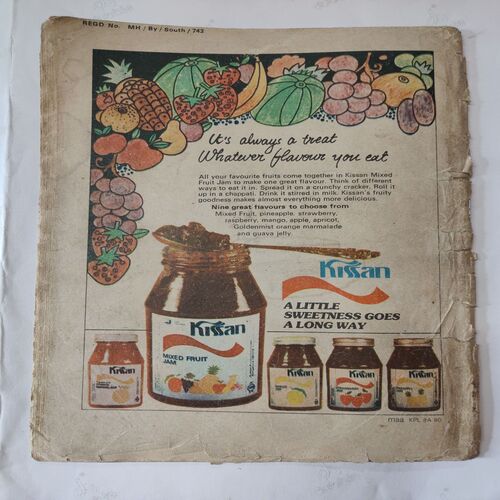 REGD. No. MH / By / South / 743
It's always a treat
Whatever flavour you eat
All your favourite fruits come together in Kissan Mixed
Fruit Jam to make one great flavour. Think of different
ways to eat it in. Spread it on a crunchy cracker. Roll it
up in a chappati. Drink it stirred in milk. Kissan's fruity
goodness makes almost everything more delicious.
Nine great flavours to choose from
Mixed Fruit, pineapple, strawberry,
raspberry, mango, apple, apricot,
Goldenmist orange marmalade
and guava jelly.
Kissan
A LITTLE
SWEETNESS GOES
A LONG WAY
Kissan
MIXED FRUIT
JAM
Kissan
Kissan
Kissan
Kissan
maa KPL